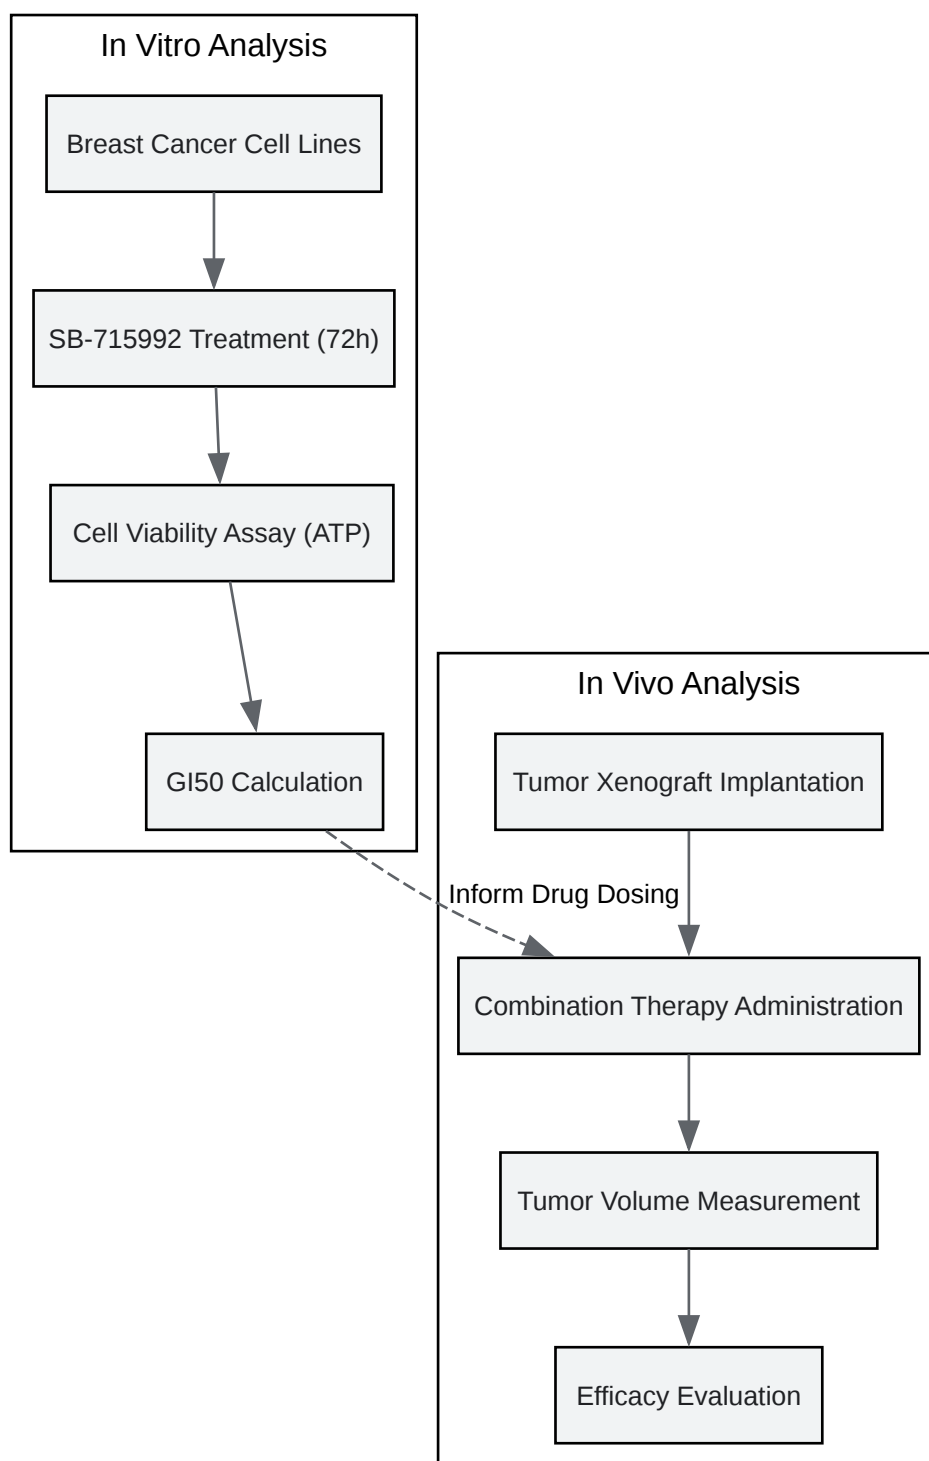 In Vitro Analysis
Breast Cancer Cell Lines
SB-715992 Treatment (72h)
Cell Viability Assay (ATP)
GI50 Calculation
In Vivo Analysis
Tumor Xenograft Implantation
Inform Drug Dosing
Combination Therapy Administration
Tumor Volume Measurement
Efficacy Evaluation